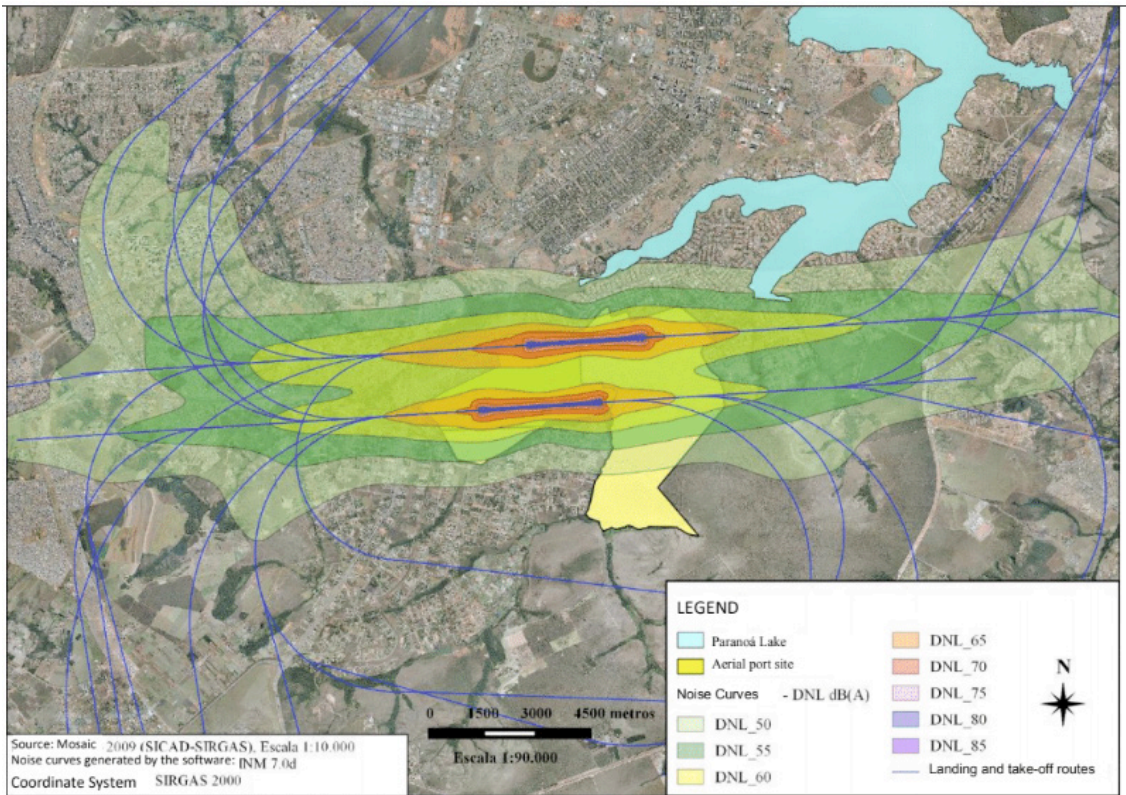 LEGEND
Paranoá Lake
Aerial port site
Noise Curves - DNL dB(A)
DNL_50
DNL_55
DNL_60
DNL_65
DNL_70
DNL_75
DNL_80
DNL_85
Landing and take-off routes
N
0 1500 3000 4500 metros
Escala 1:90.000
Source: Mosaic 2009 (SICAD-SIRGAS), Escala 1:10.000
Noise curves generated by the software: INM 7.0d
Coordinate System SIRGAS 2000